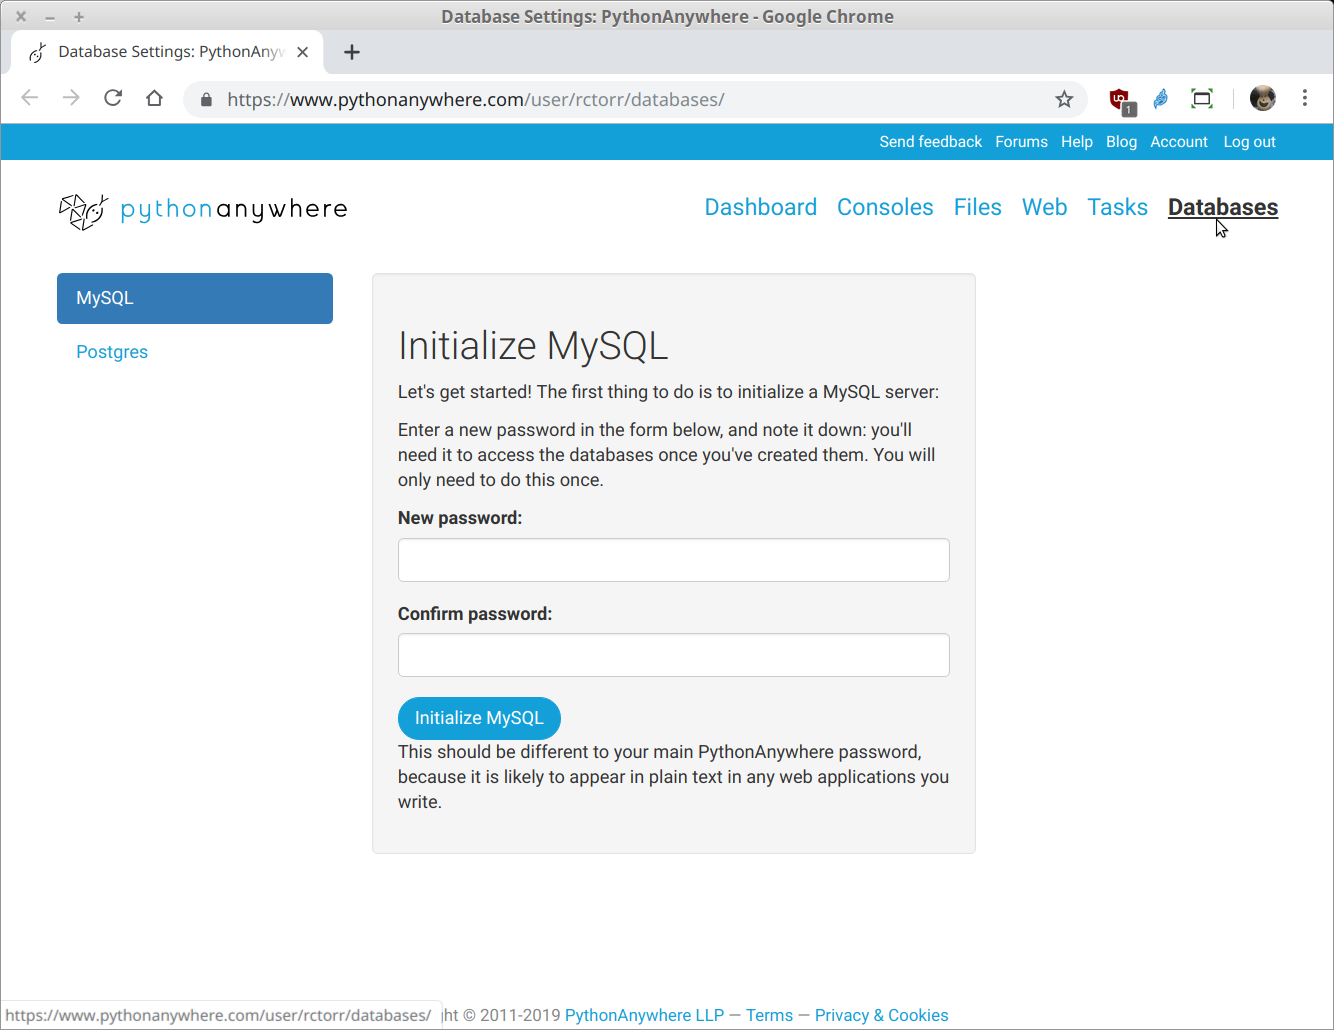 Database Settings: PythonAnywhere - Google Chrome
Database Settings: PythonAnyw
https://www.pythonanywhere.com/user/rctorr/databases/
1
Send feedback Forums Help Blog Account Log out
pythonanywhere
Dashboard Consoles Files Web Tasks Databases
MySQL
Postgres
Initialize MySQL
Let's get started! The first thing to do is to initialize a MySQL server:
Enter a new password in the form below, and note it down: you'll
need it to access the databases once you've created them. You will
only need to do this once.
New password:
Confirm password:
Initialize MySQL
This should be different to your main PythonAnywhere password,
because it is likely to appear in plain text in any web applications you
write.
https://www.pythonanywhere.com/user/rctorr/databases/ ht © 2011-2019 PythonAnywhere LLP — Terms — Privacy & Cookies